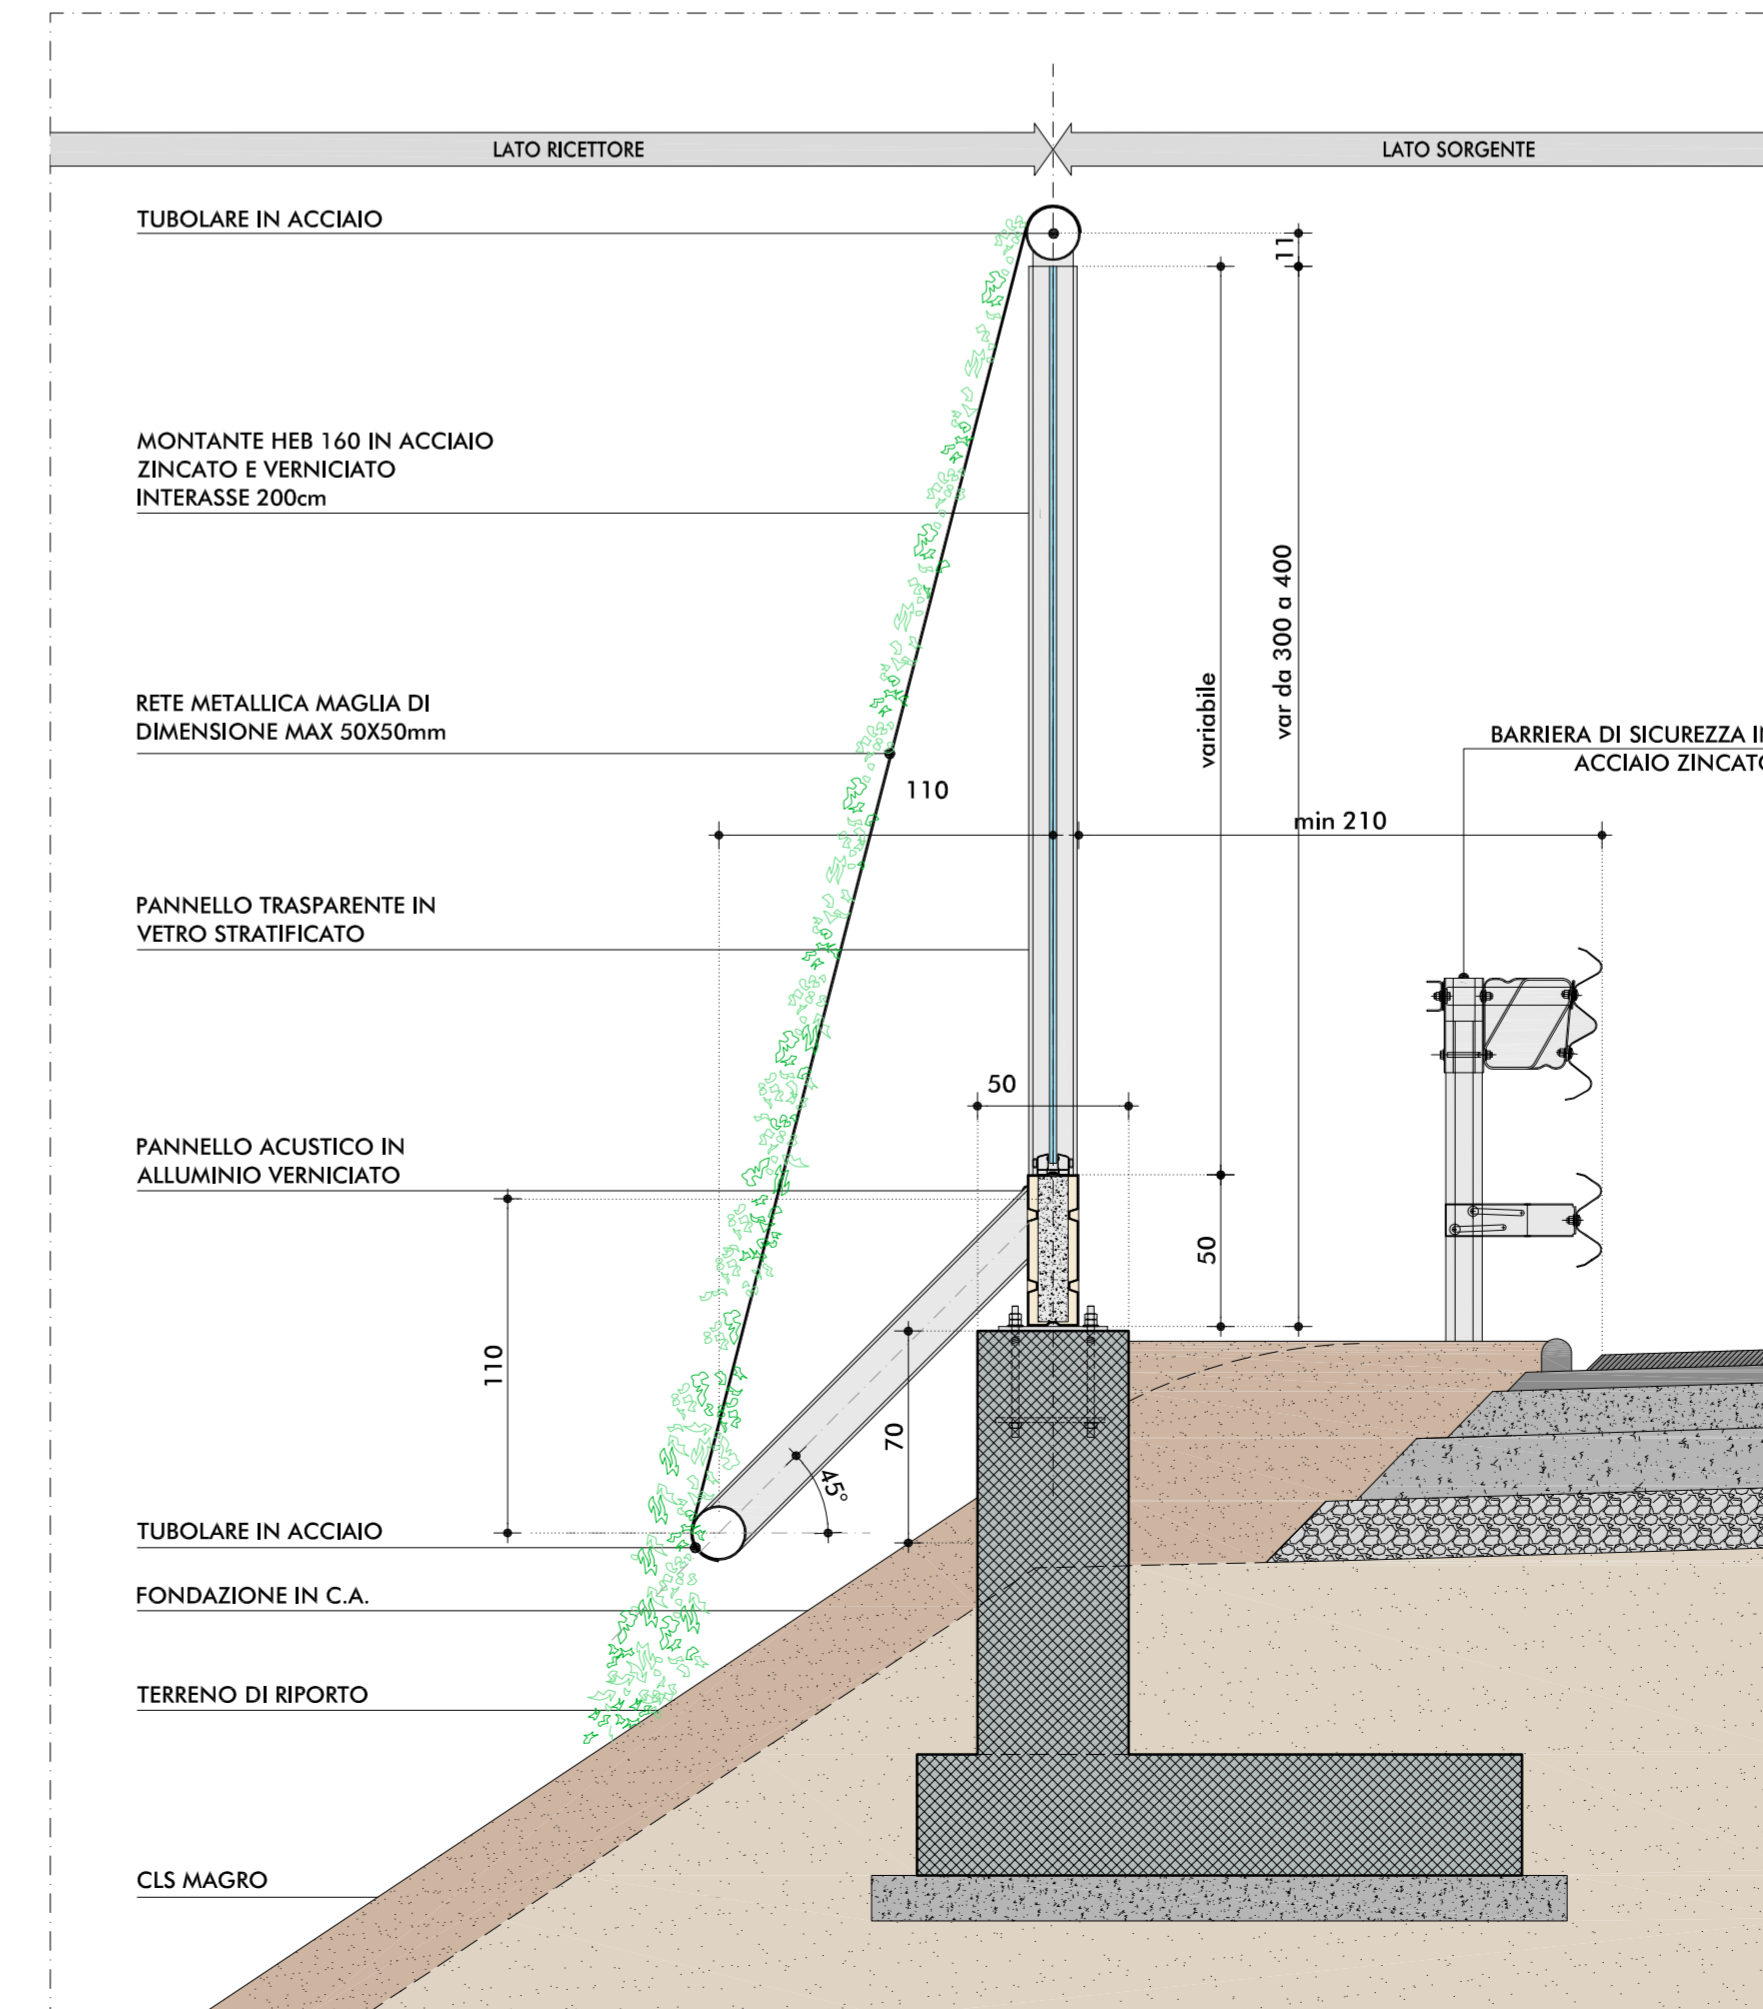 LATO RICETTORE
LATO SORGENTE
TUBOLARE IN ACCIAIO
11
MONTANTE HEB 160 IN ACCIAIO
ZINCATO E VERNICIATO
INTERASSE 200cm
var da 300 a 400
variabile
RETE METALLICA MAGLIA DI
DIMENSIONE MAX 50X50mm
BARRIERA DI SICUREZZA IN
ACCIAIO ZINCATO
110
min 210
PANNELLO TRASPARENTE IN
VETRO STRATIFICATO
50
PANNELLO ACUSTICO IN
ALLUMINIO VERNICIATO
50
110
70
45°
TUBOLARE IN ACCIAIO
FONDAZIONE IN C.A.
TERRENO DI RIPORTO
CLS MAGRO